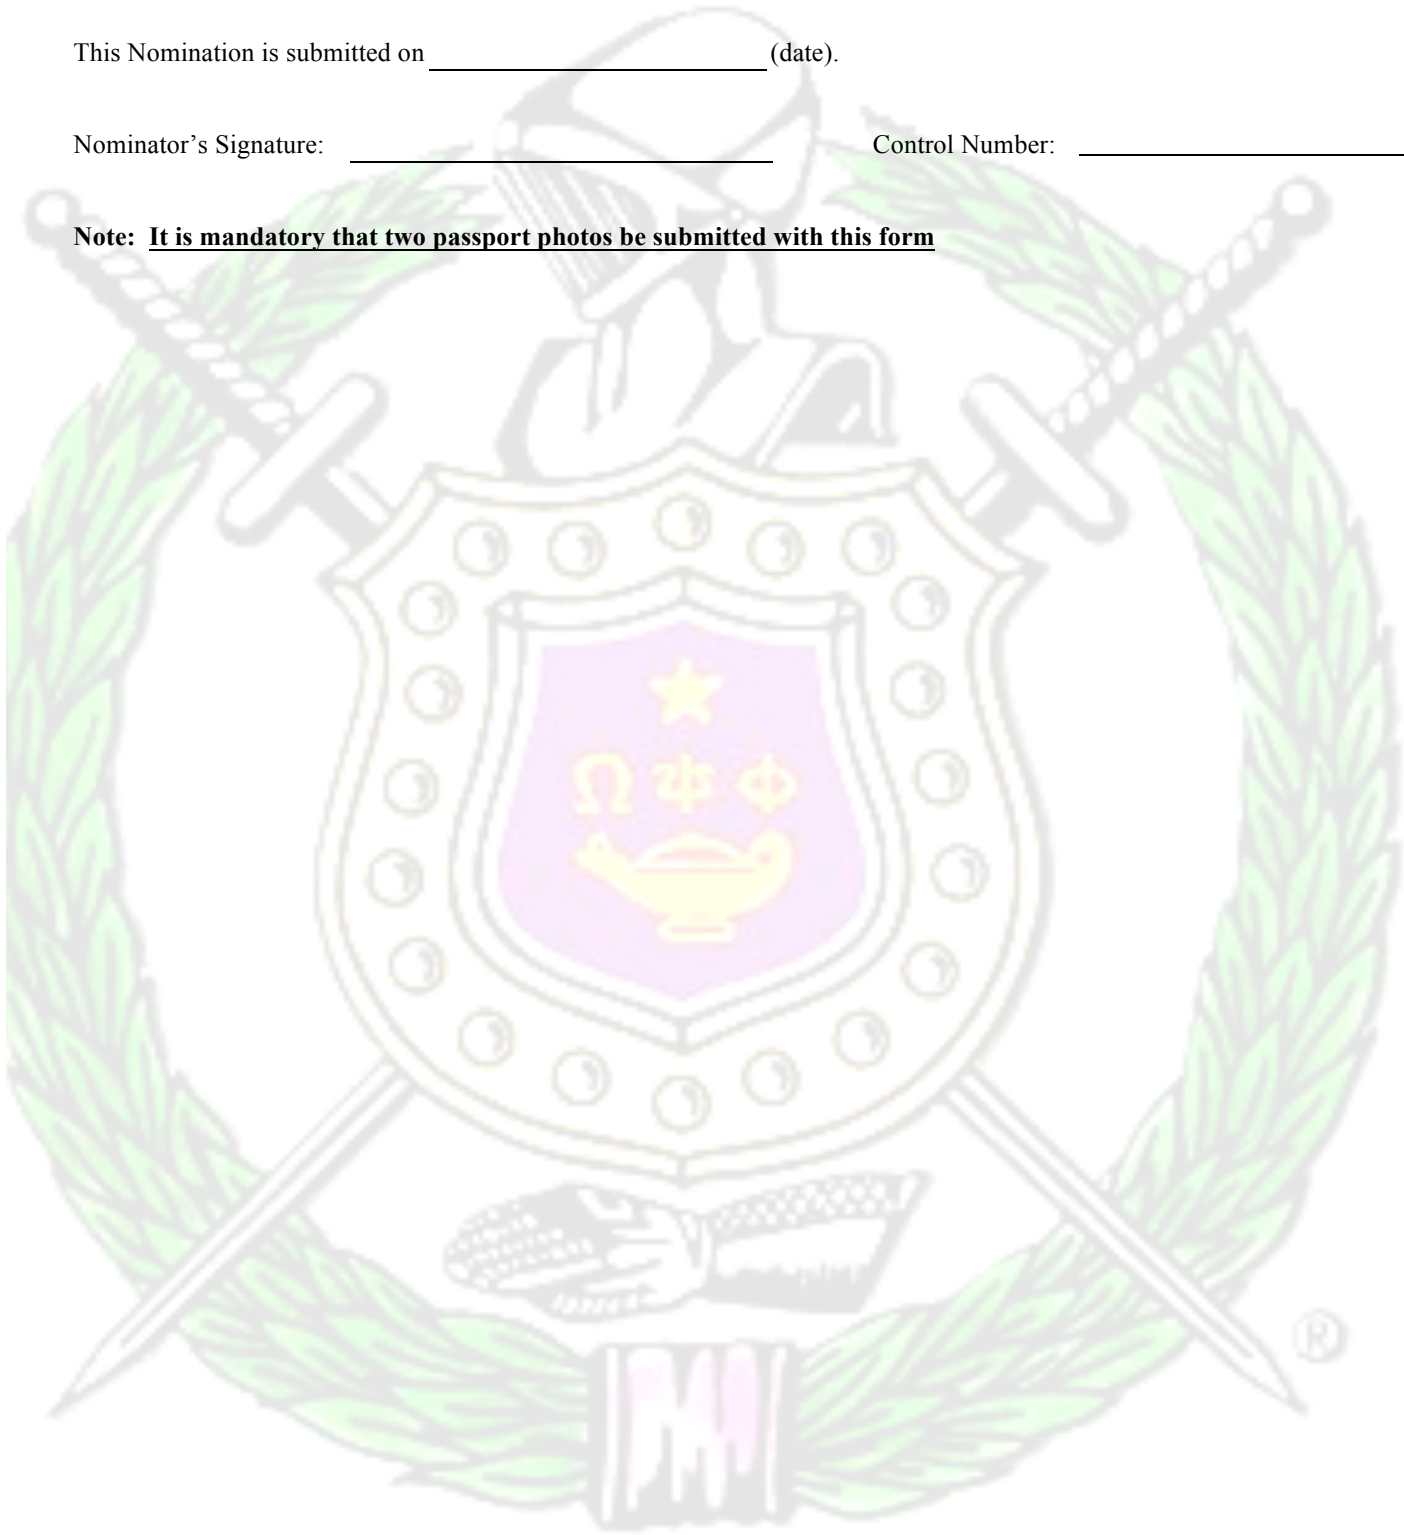 This Nomination is submitted on (date).
Nominator’s Signature: Control Number:
Note: It is mandatory that two passport photos be submitted with this form
Ω Ψ Φ
®